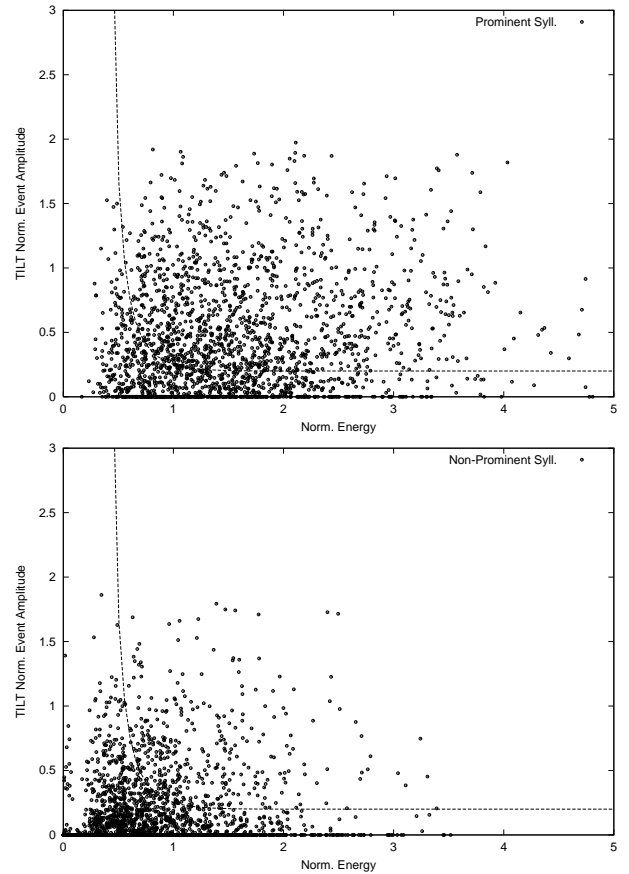 3
Prominent Syll.
2.5
2
1.5
1
0.5
0
TILT Norm. Event Amplitude
0 1 2 3 4 5
Norm. Energy
3
Non-Prominent Syll.
2.5
2
1.5
1
0.5
0
TILT Norm. Event Amplitude
0 1 2 3 4 5
Norm. Energy